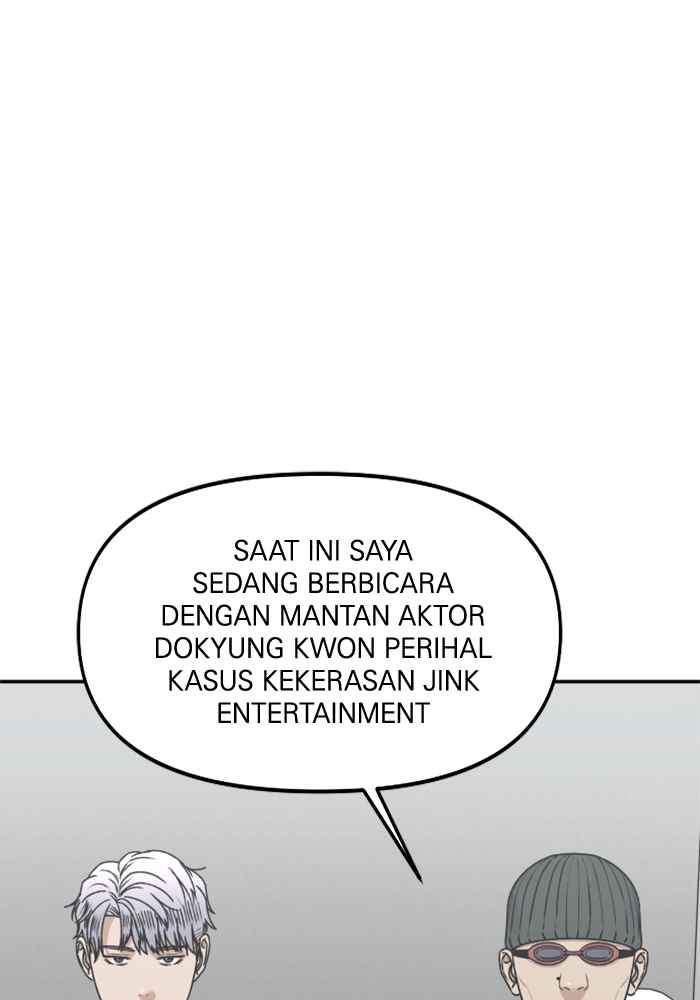 SAAT INI SAYA
SEDANG BERBICARA
DENGAN MANTAN AKTOR
DOKYUNG KWON PERIHAL
KASUS KEKERASAN JINK
ENTERTAINMENT